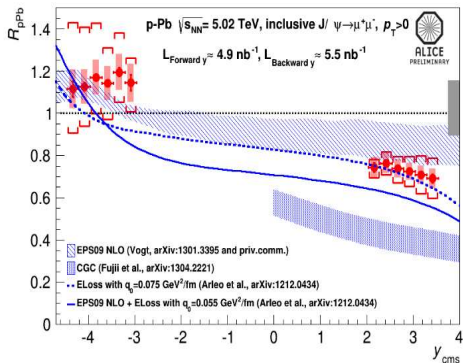 R_pPb
p-Pb √s_NN= 5.02 TeV, inclusive J/ψ→μ⁺μ⁻, p_T>0
L_Forward y≈ 4.9 nb⁻¹, L_Backward y≈ 5.5 nb⁻¹
ALICE
PRELIMINARY
1.4
1.2
1
0.8
0.6
0.4
0.2
0
EPS09 NLO (Vogt, arXiv:1301.3395 and priv.comm.)
CGC (Fujii et al., arXiv:1304.2221)
ELoss with q₀=0.075 GeV²/fm (Arleo et al., arXiv:1212.0434)
EPS09 NLO + ELoss with q₀=0.055 GeV²/fm (Arleo et al., arXiv:1212.0434)
-4 -3 -2 -1 0 1 2 3 4
y_cms